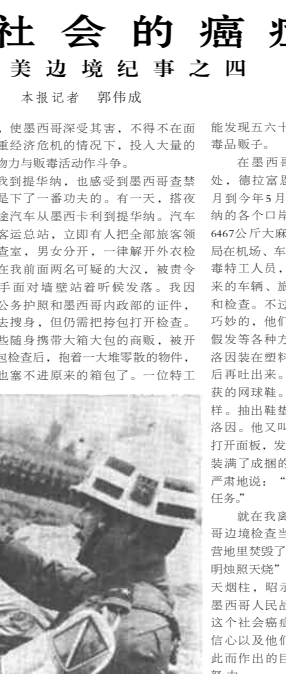 社会的癌症
美边境纪事之四
本报记者 郭伟成
，使墨西哥深受其害，不得不在面
重经济危机的情况下，投入大量的
物力与贩毒活动作斗争。
我到提华纳，也感受到墨西哥查禁
是下了一番功夫的。有一天，搭夜
途汽车从墨西卡利到提华纳。汽车
客运总站，立即有人把全部旅客领
查室，男女分开，一律解开外衣检
在我前面两名可疑的大汉，被责令
手面对墙壁站着听候发落。我因
公务护照和墨西哥内政部的证件，
去搜身，但仍需把挎包打开检查。
些随身携带大箱大包的商贩，被开
包检查后，抱着一大堆零散的物件，
也塞不进原来的箱包了。一位特工
能发现五六十
毒品贩子。
在墨西哥
处，德拉富恩
月到今年5月
纳的各个口岸
6467公斤大麻
局在机场、车
毒特工人员，
来的车辆、旅
和检查。不过
巧妙的，他们
假发等各种方
洛因装在塑料
后再吐出来。
获的网球鞋。
样。抽出鞋垫
洛因。他又叫
打开面板，发
装满了成捆的
严肃地说：“
任务。”
就在我离
哥边境检查当
营地里焚毁了
明烛照天烧”
天烟柱，昭示
墨西哥人民战
这个社会癌症
信心以及他们
此而作出的巨
努力